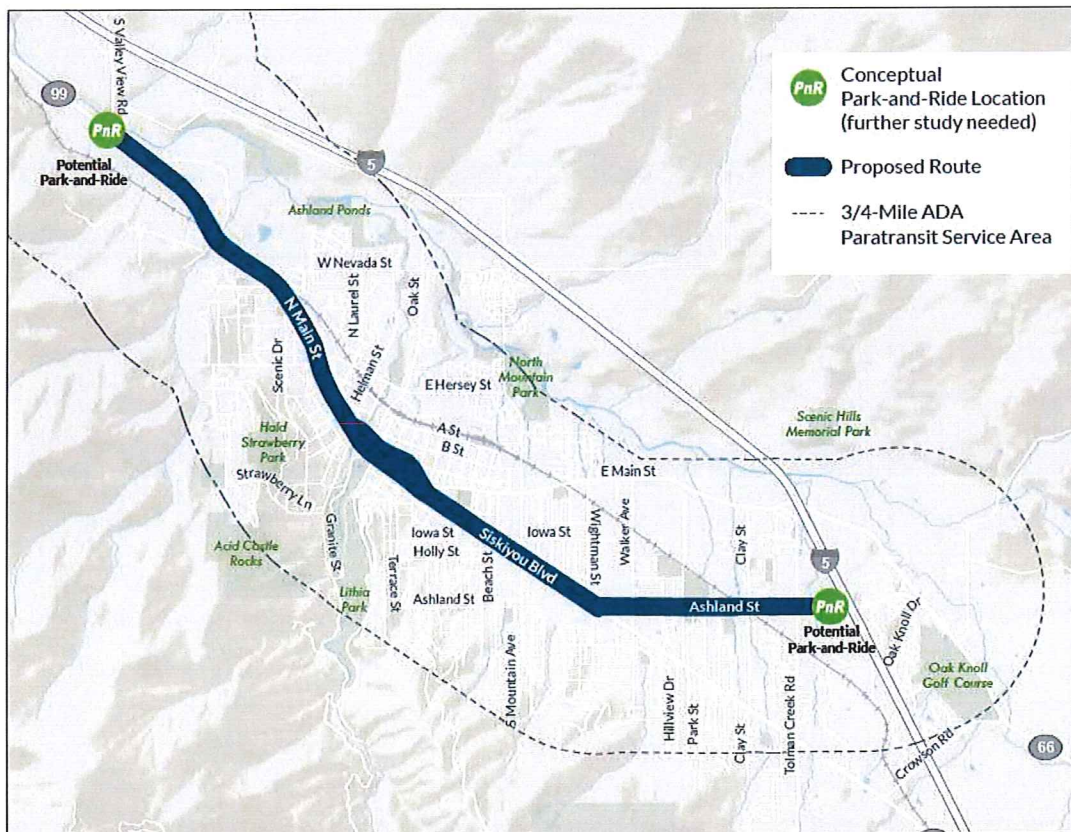 S Valley View Rd
99
PnR
Potential
Park-and-Ride
5
PnR
Conceptual
Park-and-Ride Location
(further study needed)
Proposed Route
3/4-Mile ADA
Paratransit Service Area
Ashland Ponds
W Nevada St
N Laurel St
Oak St
N Main St
Scenic Dr
Helman St
E Hersey St
North
Mountain
Park
Scenic Hills
Memorial Park
Hald
Strawberry
Park
A St
B St
E Main St
Strawberry Ln
Granite St
Acid Castle
Rocks
Lithia
Park
Terrace St
Iowa St
Holly St
Ashland St
Beach St
Siskiyou Blvd
Iowa St
Wightman St
Walker Ave
Clay St
5
Ashland St
PnR
Potential
Park-and-Ride
Oak Knoll Dr
Oak Knoll
Golf Course
S Mountain Ave
Hillview Dr
Park St
Clay St
Tolman Creek Rd
Crowson Rd
66